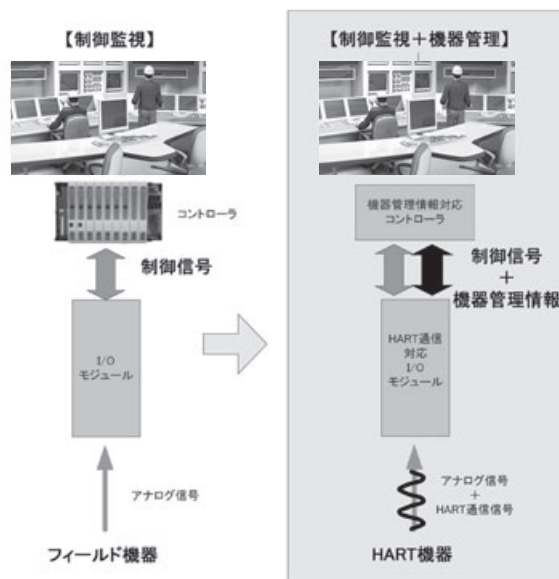 【制御監視】
コントローラ
制御信号
I/O
モジュール
アナログ信号
フィールド機器
【制御監視＋機器管理】
機器管理情報対応
コントローラ
制御信号
＋
機器管理情報
HART通信
対応
I/O
モジュール
アナログ信号
＋
HART通信信号
HART機器